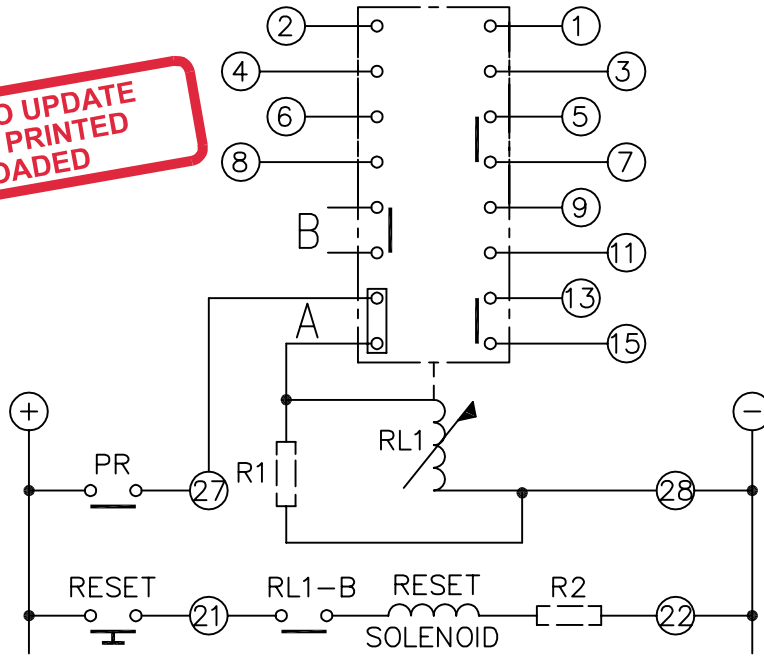 2 1
4 3
UPDATE
PRINTED
6 5
8 7
B 9
11
A 13
15
+ RL1 −
PR R1
27 28
RESET RL1-B RESET R2
21 22
SOLENOID